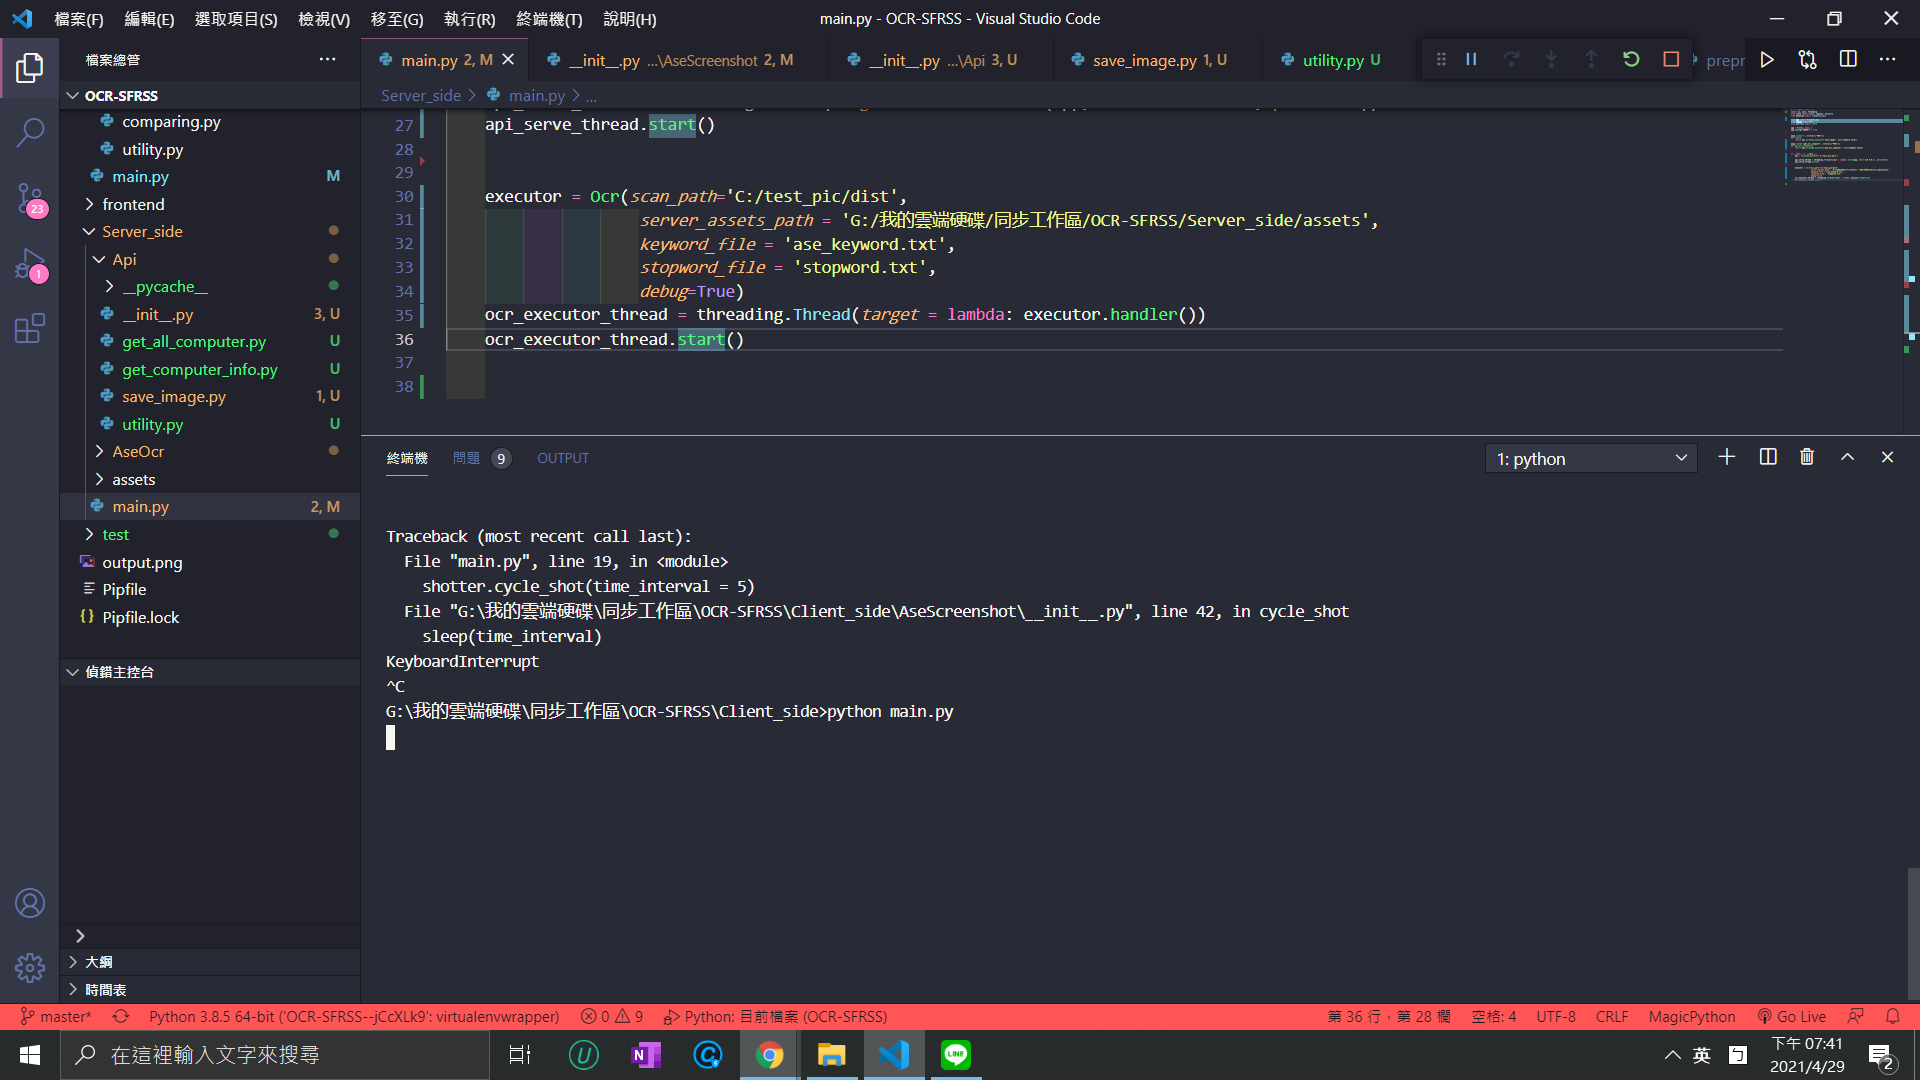 檔案(F) 編輯(E) 選取項目(S) 檢視(V) 移至(G) 執行(R) 終端機(T) 說明(H)
main.py - OCR-SFRSS - Visual Studio Code
檔案總管
main.py 2, M
__init__.py ...\AseScreenshot 2, M
__init__.py ...\Api 3, U
save_image.py 1, U
utility.py U
prepr
OCR-SFRSS
comparing.py
utility.py
main.py M
frontend
Server_side
Api
__pycache__
__init__.py 3, U
get_all_computer.py U
get_computer_info.py U
save_image.py 1, U
utility.py U
AseOcr
assets
main.py 2, M
test
output.png
Pipfile
Pipfile.lock
偵錯主控台
大綱
時間表
23
1
Server_side > main.py > ...
27 api_serve_thread.start()
28
29
30 executor = Ocr(scan_path='C:/test_pic/dist',
31 server_assets_path = 'G:/我的雲端硬碟/同步工作區/OCR-SFRSS/Server_side/assets',
32 keyword_file = 'ase_keyword.txt',
33 stopword_file = 'stopword.txt',
34 debug=True)
35 ocr_executor_thread = threading.Thread(target = lambda: executor.handler())
36 ocr_executor_thread.start()
37
38
終端機 問題 9 OUTPUT
1: python
Traceback (most recent call last):
File "main.py", line 19, in <module>
shotter.cycle_shot(time_interval = 5)
File "G:\我的雲端硬碟\同步工作區\OCR-SFRSS\Client_side\AseScreenshot\__init__.py", line 42, in cycle_shot
sleep(time_interval)
KeyboardInterrupt
^C
G:\我的雲端硬碟\同步工作區\OCR-SFRSS\Client_side>python main.py
master* Python 3.8.5 64-bit ('OCR-SFRSS--jCcXLk9': virtualenvwrapper) 0 9 Python: 目前檔案 (OCR-SFRSS)
第 36 行，第 28 欄 空格: 4 UTF-8 CRLF MagicPython Go Live
在這裡輸入文字來搜尋
N
LINE
英
下午 07:41
2021/4/29
2